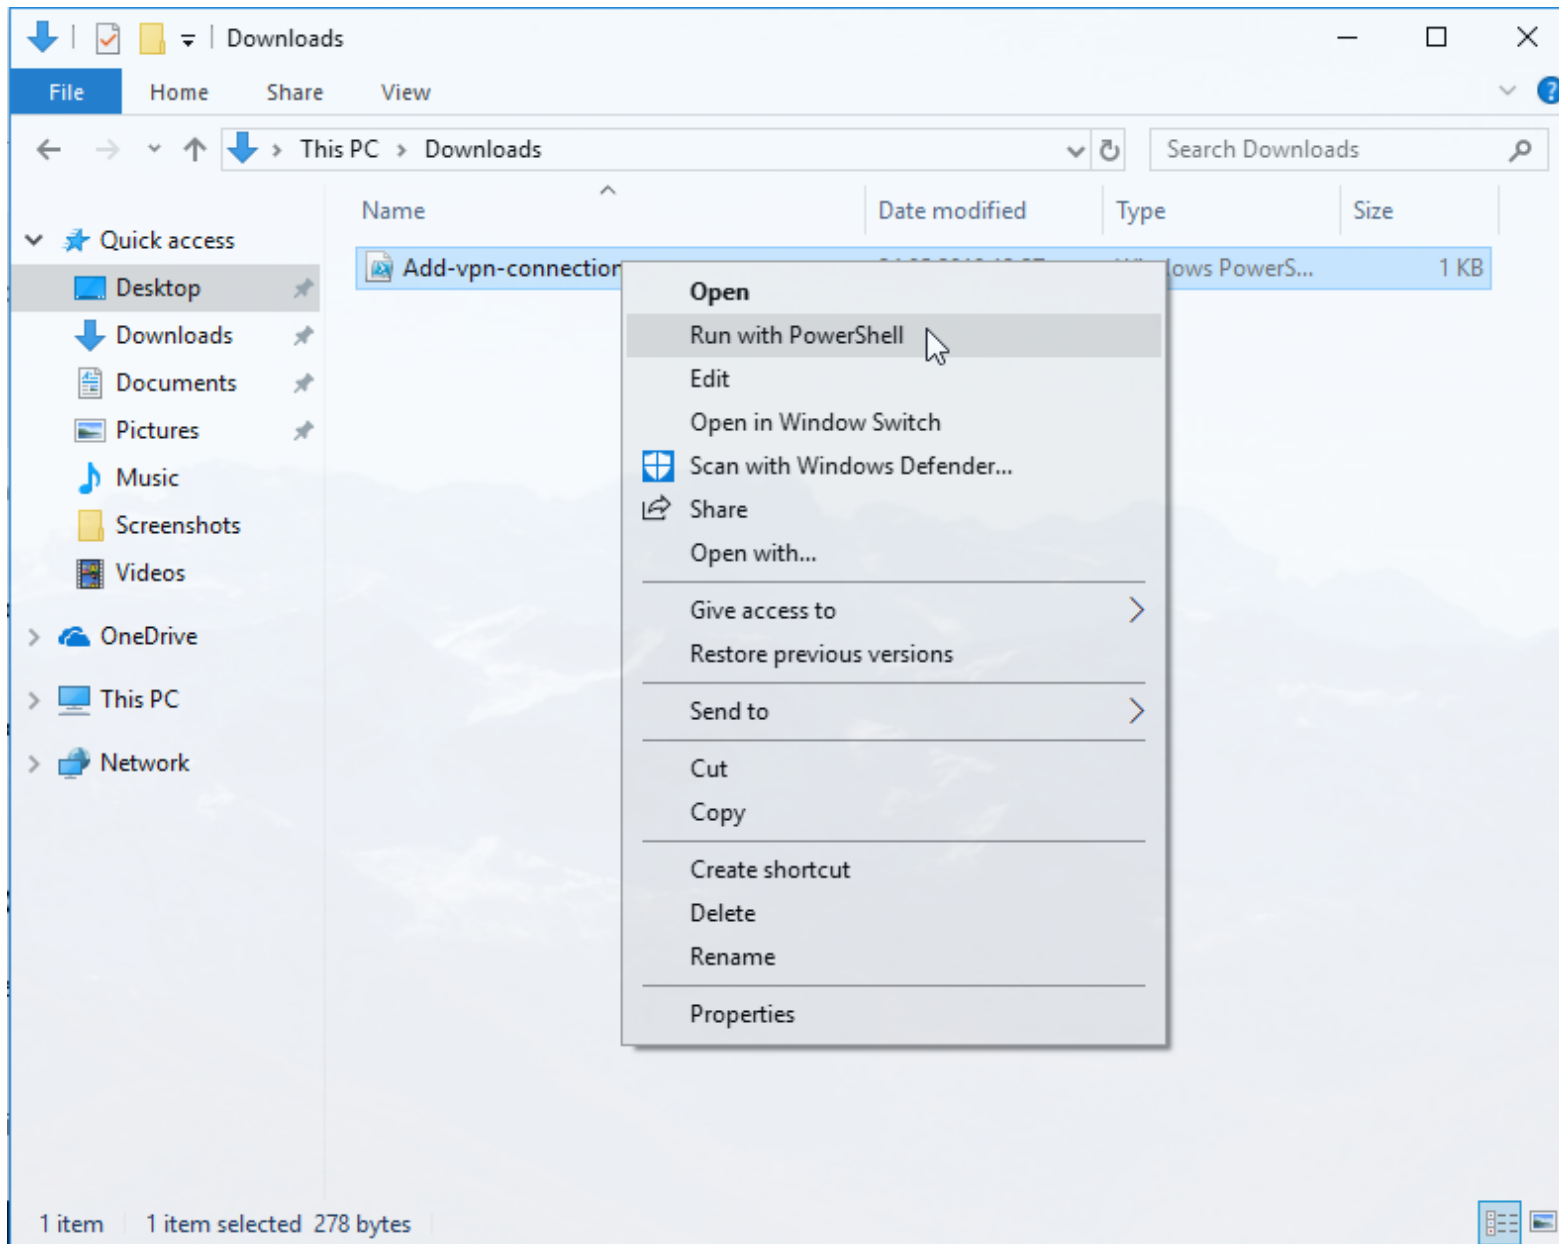 Downloads
File Home Share View
This PC > Downloads
Search Downloads
Name Date modified Type Size
Quick access
Desktop
Downloads
Documents
Pictures
Music
Screenshots
Videos
OneDrive
This PC
Network
Add-vpn-connection PowerS... 1 KB
Open
Run with PowerShell
Edit
Open in Window Switch
Scan with Windows Defender...
Share
Open with...
Give access to
Restore previous versions
Send to
Cut
Copy
Create shortcut
Delete
Rename
Properties
1 item 1 item selected 278 bytes